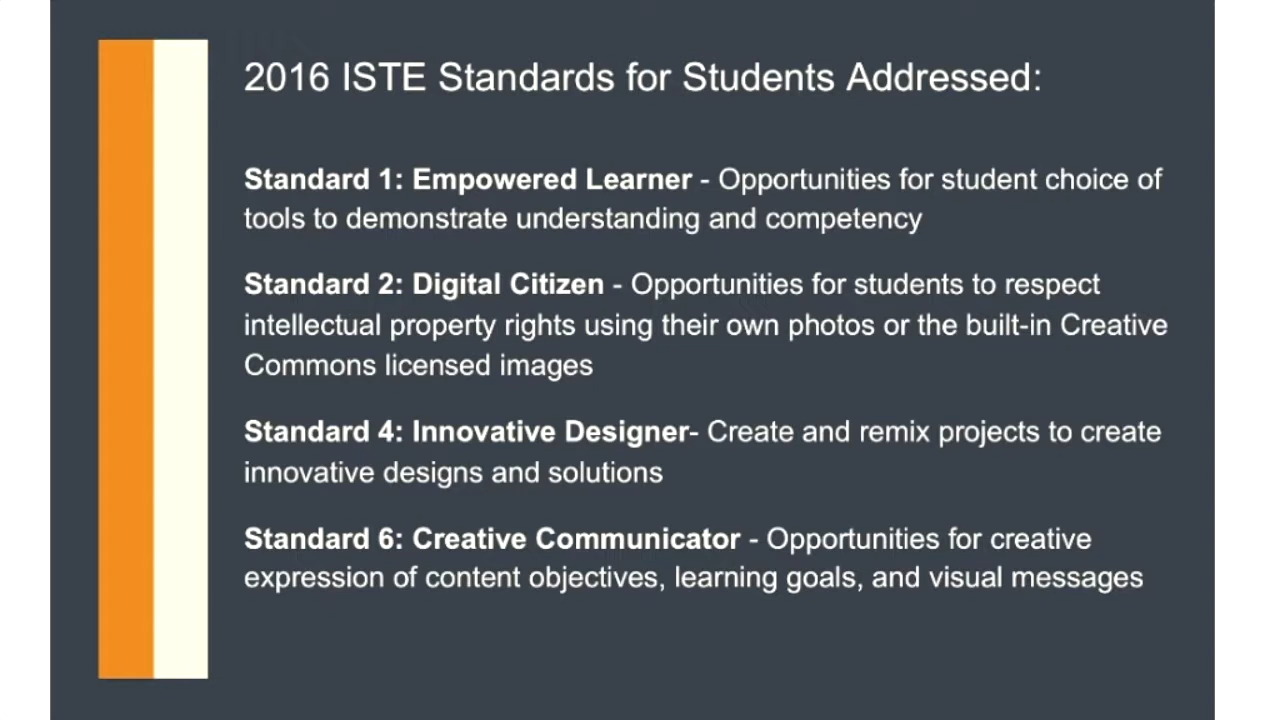 2016 ISTE Standards for Students Addressed:
Standard 1: Empowered Learner - Opportunities for student choice of
tools to demonstrate understanding and competency
Standard 2: Digital Citizen - Opportunities for students to respect
intellectual property rights using their own photos or the built-in Creative
Commons licensed images
Standard 4: Innovative Designer- Create and remix projects to create
innovative designs and solutions
Standard 6: Creative Communicator - Opportunities for creative
expression of content objectives, learning goals, and visual messages